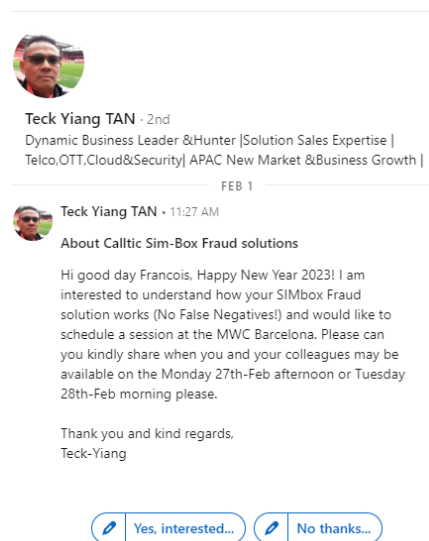 Teck Yiang TAN · 2nd
Dynamic Business Leader &Hunter |Solution Sales Expertise |
Telco,OTT,Cloud&Security| APAC New Market &Business Growth |
FEB 1
Teck Yiang TAN • 11:27 AM
About Calltic Sim-Box Fraud solutions
Hi good day Francois, Happy New Year 2023! I am
interested to understand how your SIMbox Fraud
solution works (No False Negatives!) and would like to
schedule a session at the MWC Barcelona. Please can
you kindly share when you and your colleagues may be
available on the Monday 27th-Feb afternoon or Tuesday
28th-Feb morning please.
Thank you and kind regards,
Teck-Yiang
Yes, interested...
No thanks...